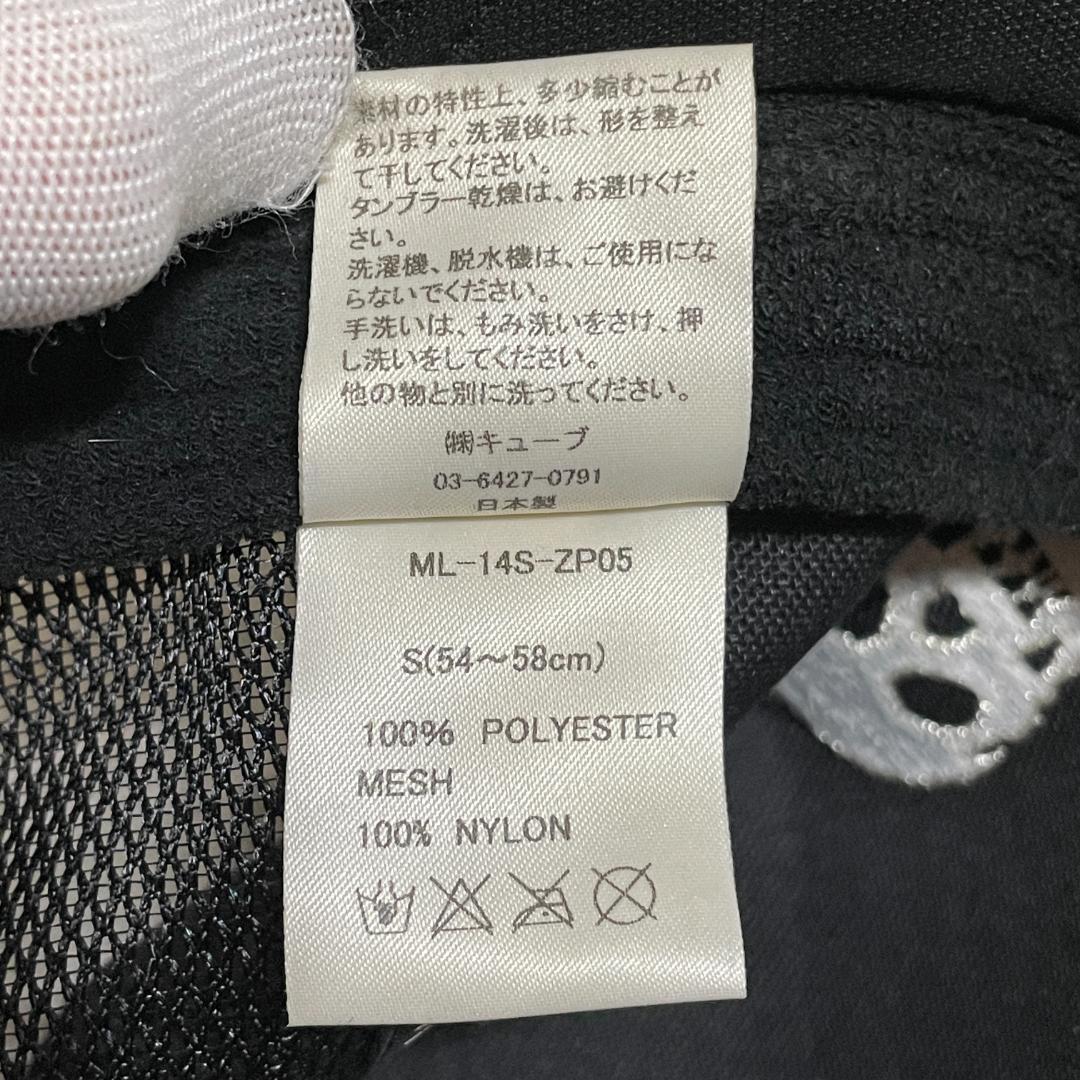 素材の特性上、多少縮むことが
あります。洗濯後は、形を整え
て干してください。
タンブラー乾燥は、お避けくだ
さい。
洗濯機、脱水機は、ご使用にな
らないでください。
手洗いは、もみ洗いをさけ、押
し洗いをしてください。
他の物と別に洗ってください。
㈱キューブ
03-6427-0791
日本製
ML-14S-ZP05
S(54～58cm)
100% POLYESTER
MESH
100% NYLON